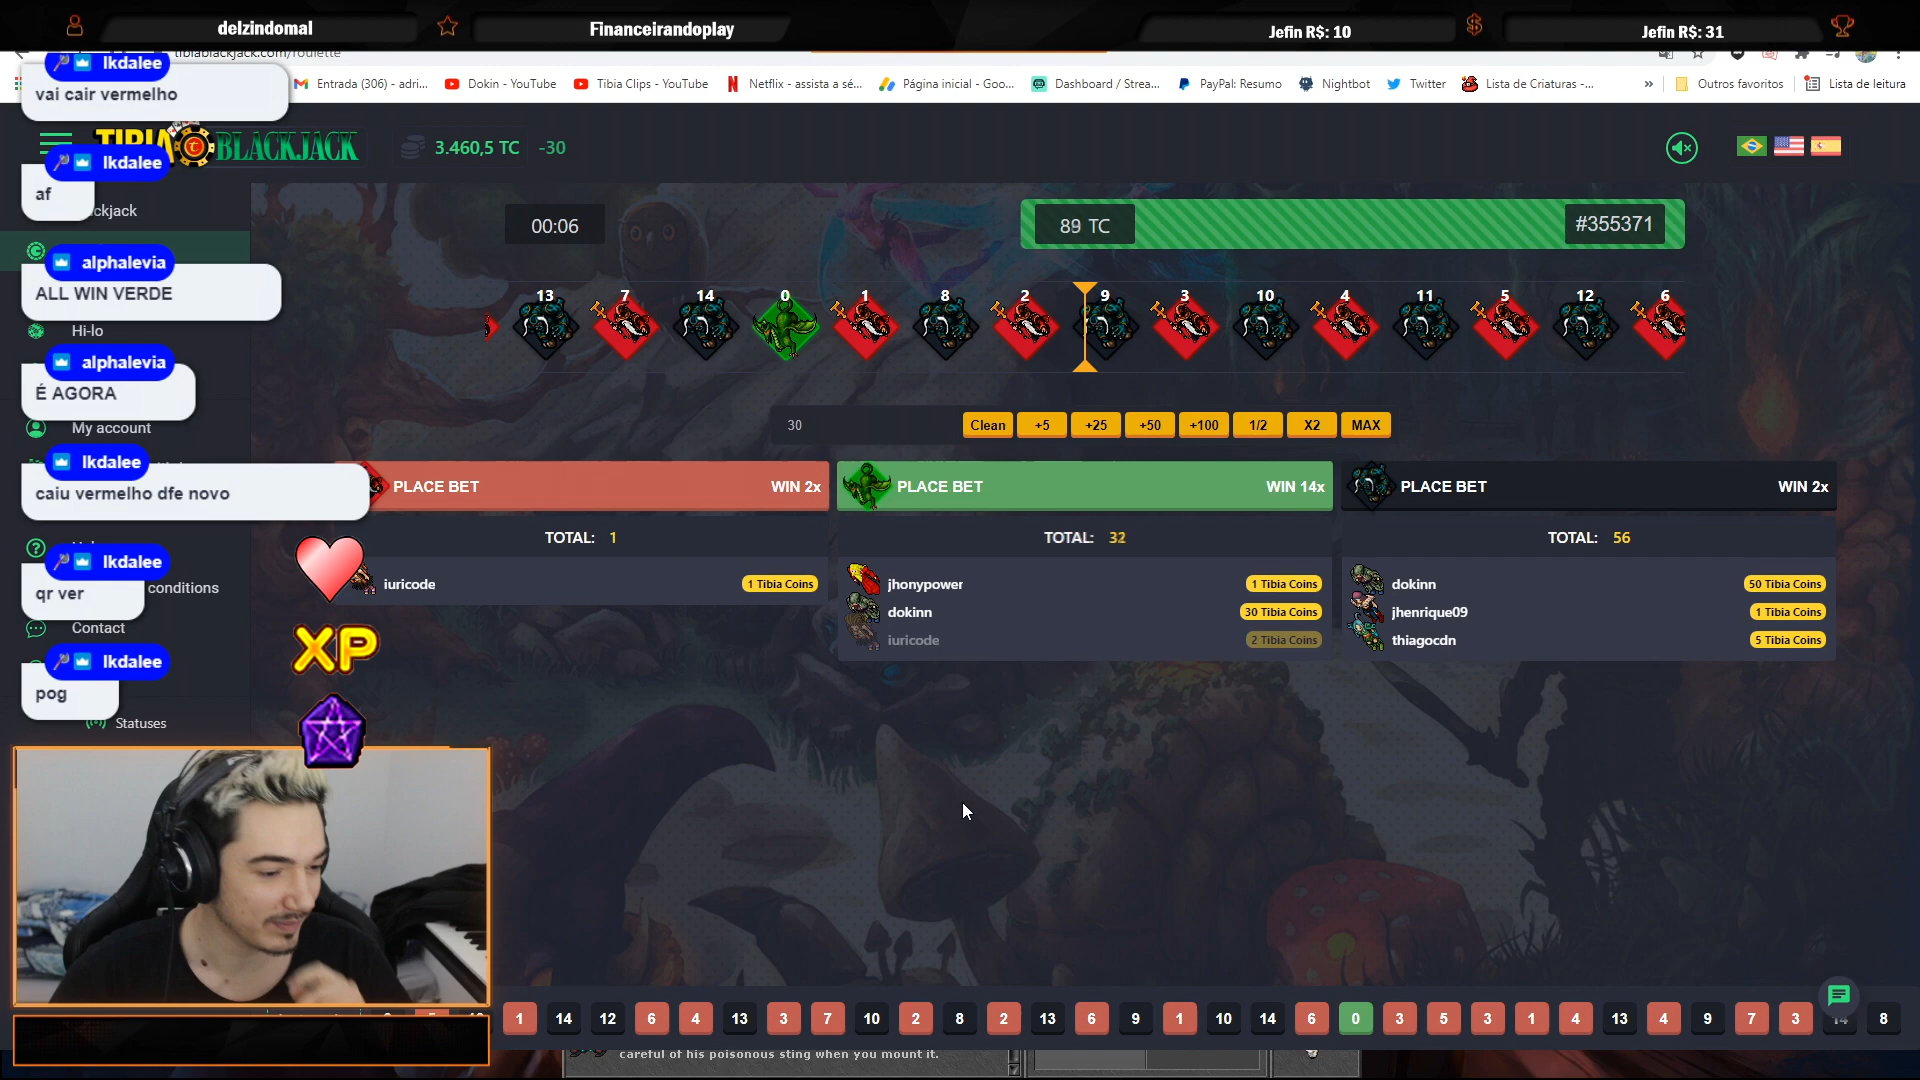 delzindomal
Financeirandoplay
Jefin R$: 10
Jefin R$: 31
tibiablackjack.com/roulette
Entrada (306) - adri...
Dokin - YouTube
Tibia Clips - YouTube
Netflix - assista a sé...
Página inicial - Goo...
Dashboard / Strea...
PayPal: Resumo
Nightbot
Twitter
Lista de Criaturas -...
»
Outros favoritos
Lista de leitura
lkdalee
vai cair vermelho
TIBIA BLACKJACK
3.460,5 TC -30
lkdalee
af
ckjack
00:06
89 TC
#355371
alphalevia
ALL WIN VERDE
Hi-lo
13 7 14 0 1 8 2 9 3 10 4 11 5 12 6
alphalevia
É AGORA
My account
30
Clean +5 +25 +50 +100 1/2 X2 MAX
lkdalee
caiu vermelho dfe novo
PLACE BET WIN 2x
PLACE BET WIN 14x
PLACE BET WIN 2x
TOTAL: 1
TOTAL: 32
TOTAL: 56
lkdalee
qr ver
conditions
Contact
iuricode 1 Tibia Coins
jhonypower 1 Tibia Coins
dokinn 30 Tibia Coins
iuricode 2 Tibia Coins
dokinn 50 Tibia Coins
jhenrique09 1 Tibia Coins
thiagocdn 5 Tibia Coins
lkdalee
pog
XP
Statuses
1 14 12 6 4 13 3 7 10 2 8 2 13 6 9 1 10 14 6 0 3 5 3 1 4 13 4 9 7 3 14 8
careful of his poisonous sting when you mount it.